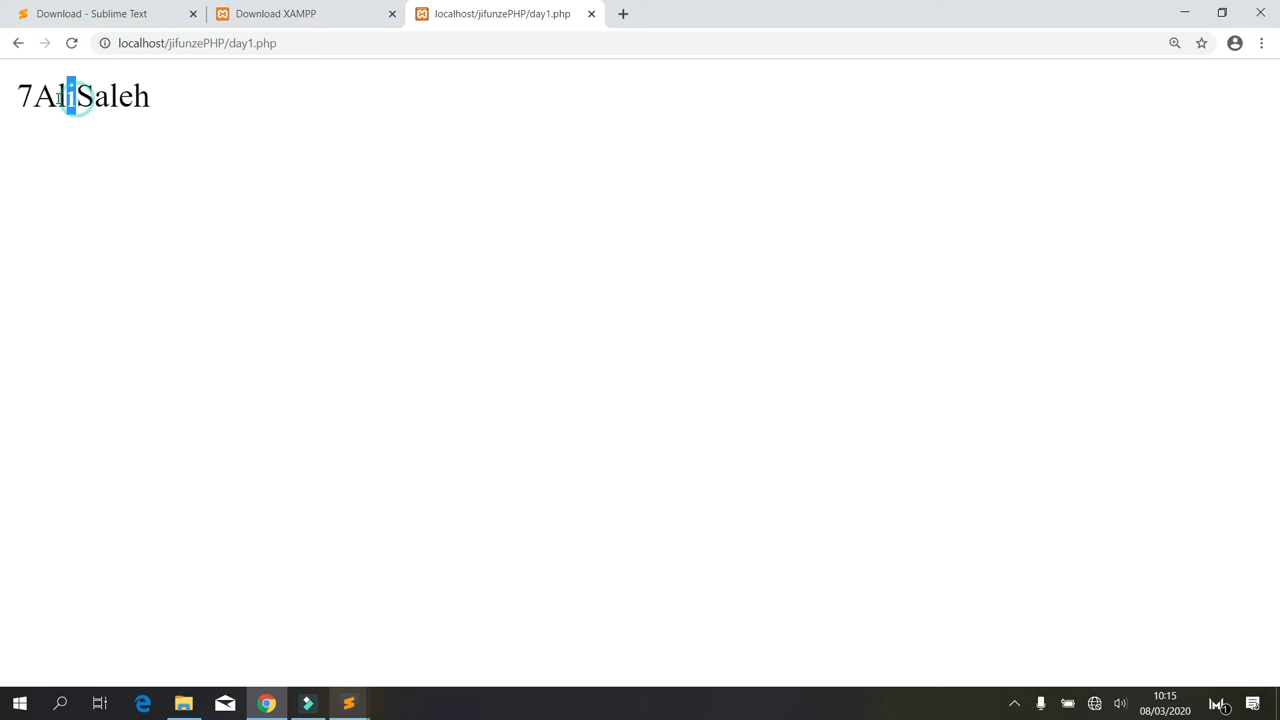 Download - Sublime Text
Download XAMPP
localhost/jifunzePHP/day1.php
localhost/jifunzePHP/day1.php
7AliSaleh
10:15
08/03/2020
1